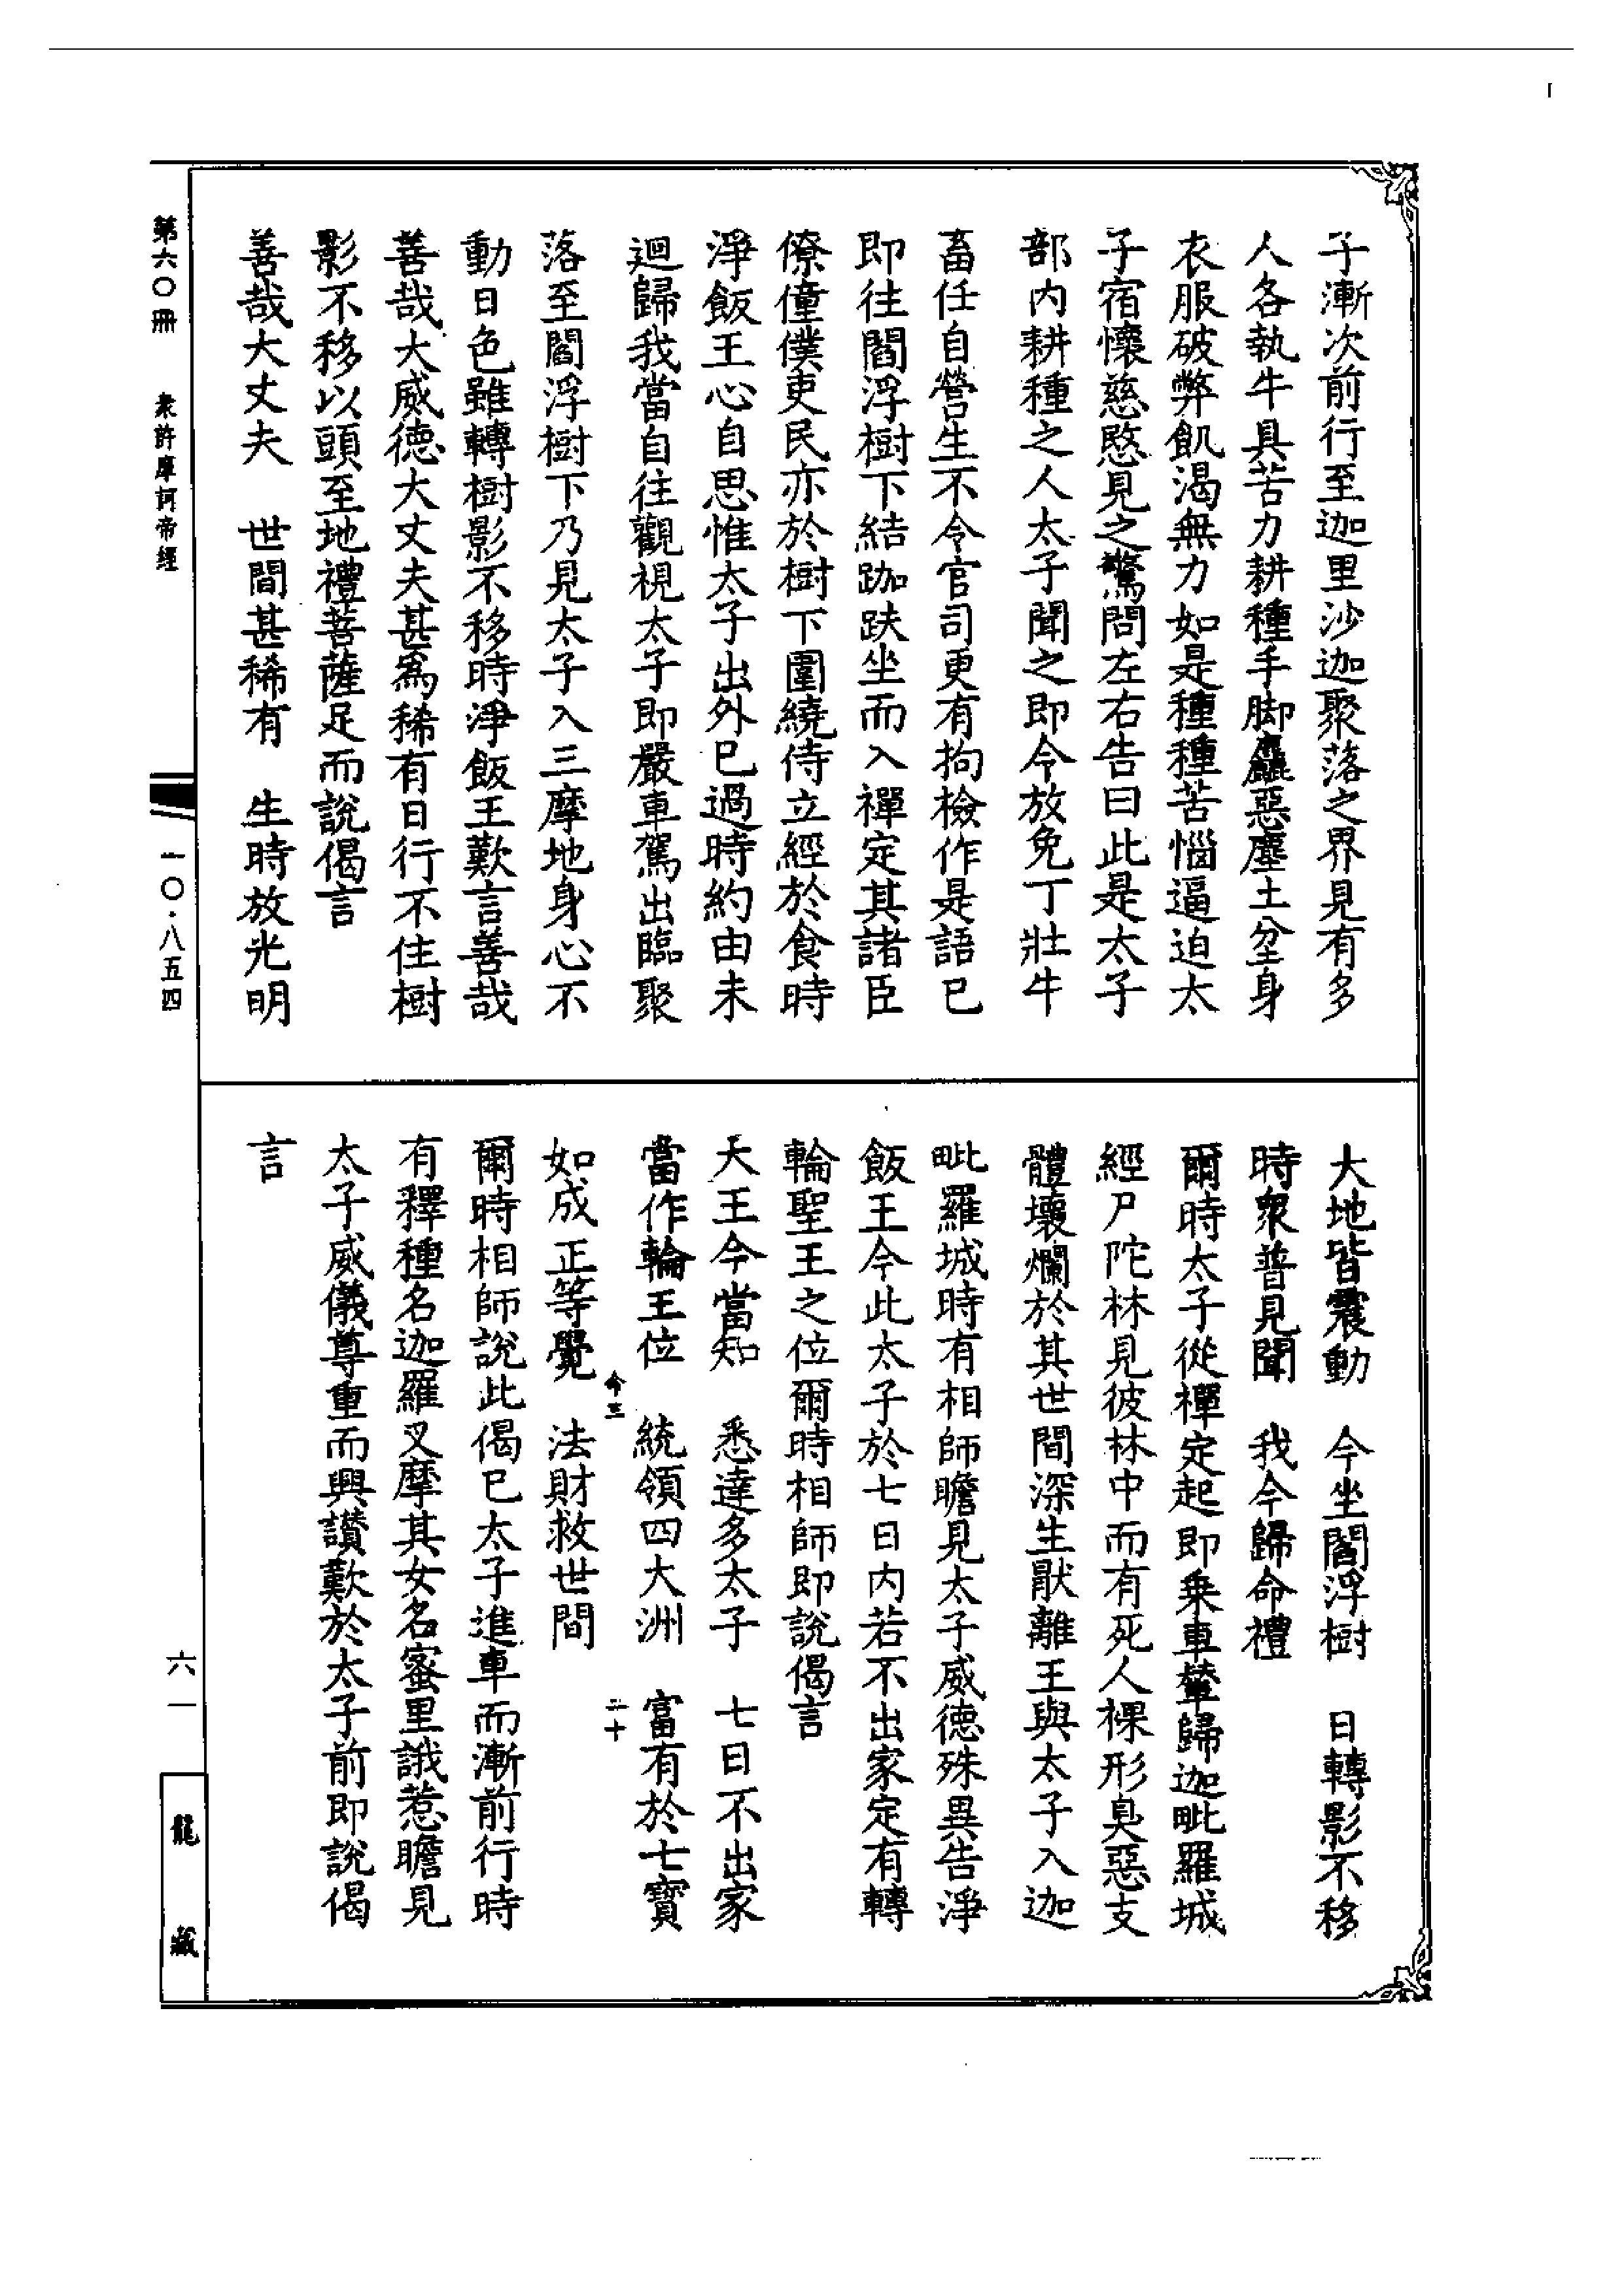 子漸次前行至迦里沙迦聚落之界見有多
人各執牛具苦力耕種手脚麤惡塵土坌身
衣服破弊飢渴無力如是種種苦惱逼迫太
子宿懷慈愍見之驚問左右告曰此是太子
部內耕種之人太子聞之即令放免丁壯牛
畜任自營生不令官司更有拘檢作是語已
即往閻浮樹下結跏趺坐而入禪定其諸臣
僚僮僕吏民亦於樹下圍繞侍立經於食時
淨飯王心自思惟太子出外已過時約由未
迴歸我當自往觀視太子即嚴車駕出臨聚
落至閻浮樹下乃見太子入三摩地身心不
動日色雖轉樹影不移時淨飯王歎言善哉
善哉大威德大丈夫甚為稀有日行不住樹
影不移以頭至地禮菩薩足而說偈言
善哉大丈夫　世間甚稀有　生時放光明
大地皆震動　今坐閻浮樹　日轉影不移
時衆普見聞　我今歸命禮
爾時太子從禪定起即乗車輦歸迦毗羅城
經尸陀林見彼林中而有死人裸形臭惡支
體壞爛於其世間深生猒離王與太子入迦
毗羅城時有相師瞻見太子威德殊異告淨
飯王今此太子於七日內若不出家定有轉
輪聖王之位爾時相師即說偈言
大王今當知　悉達多太子　七日不出家
當作輪王位　統領四大洲　富有於七寳
如成正等覺　法財救世間
今三　二十
爾時相師說此偈已太子進車而漸前行時
有釋種名迦羅叉摩其女名蜜里誐惹瞻見
太子威儀尊重而興讚歎於太子前即說偈
言
第六〇冊　衆許摩訶帝經
一〇·八五四
六一
龍藏